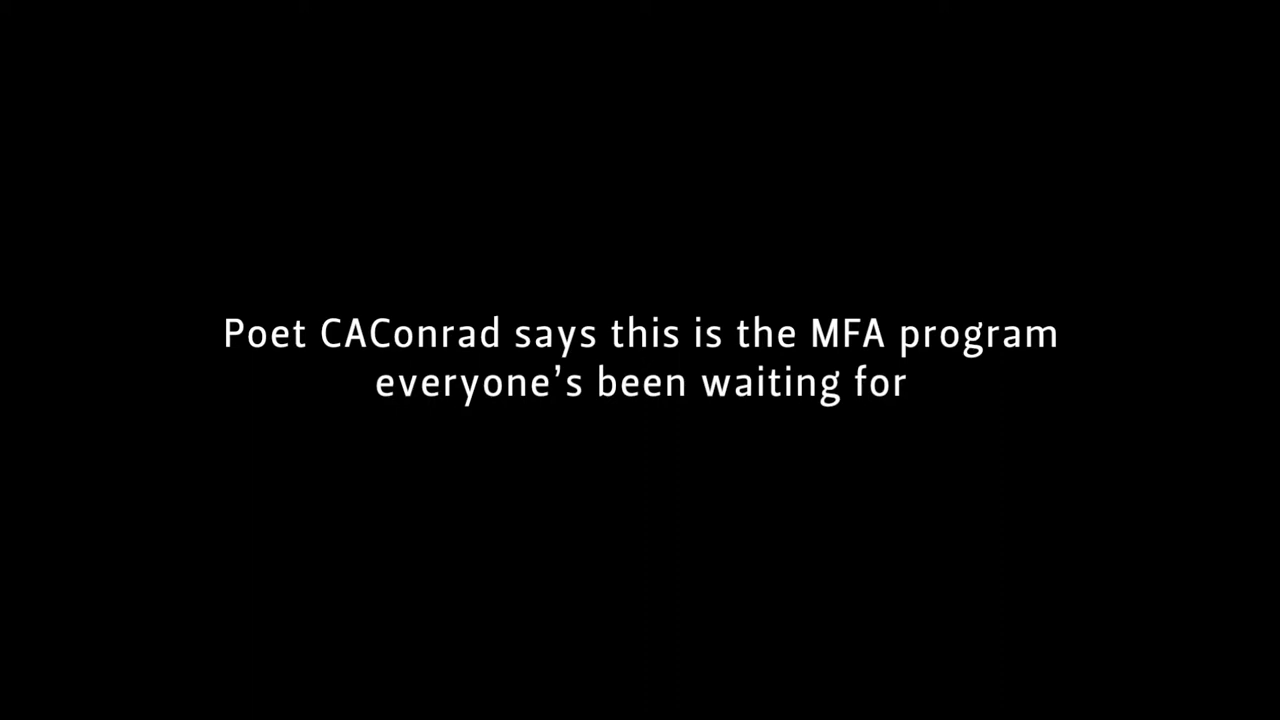 Poet CAConrad says this is the MFA program
everyone’s been waiting for